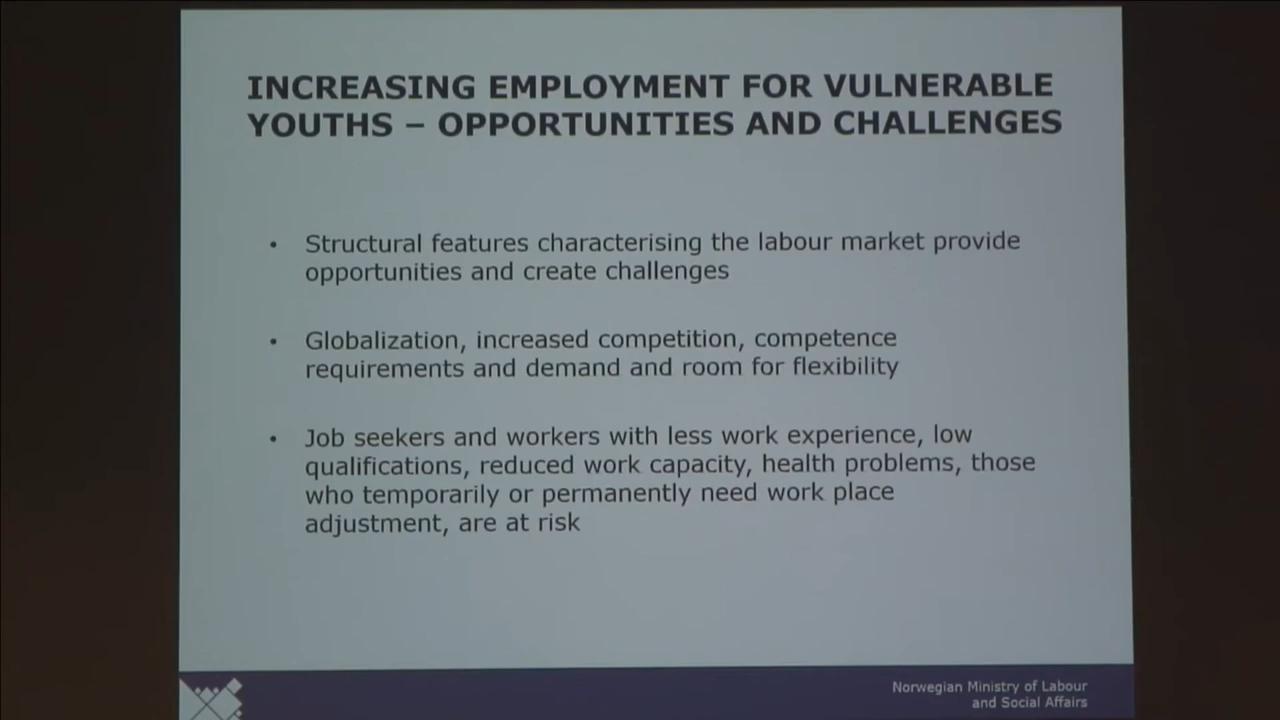 INCREASING EMPLOYMENT FOR VULNERABLE
YOUTHS – OPPORTUNITIES AND CHALLENGES
• Structural features characterising the labour market provide
opportunities and create challenges
• Globalization, increased competition, competence
requirements and demand and room for flexibility
• Job seekers and workers with less work experience, low
qualifications, reduced work capacity, health problems, those
who temporarily or permanently need work place
adjustment, are at risk
Norwegian Ministry of Labour
and Social Affairs